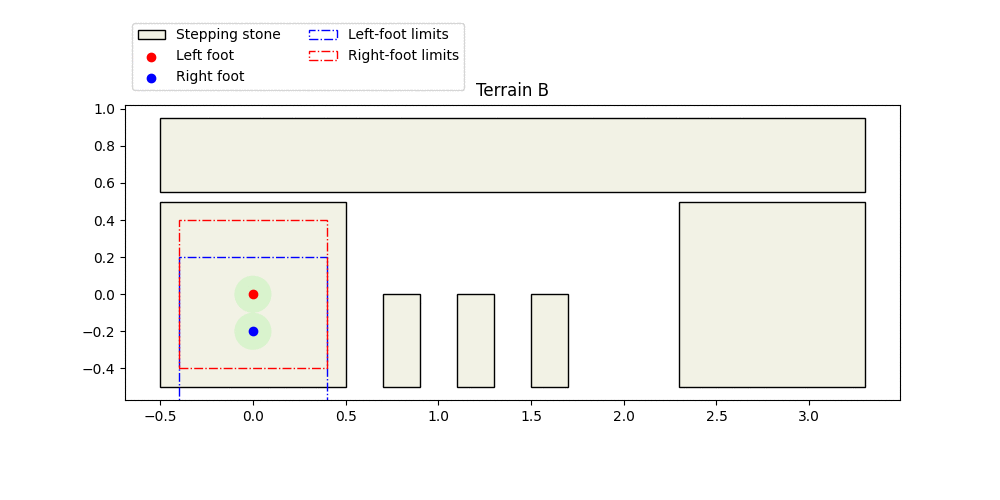 Stepping stone
Left foot
Right foot
Left-foot limits
Right-foot limits
Terrain B
1.0
0.8
0.6
0.4
0.2
0.0
−0.2
−0.4
−0.5 0.0 0.5 1.0 1.5 2.0 2.5 3.0